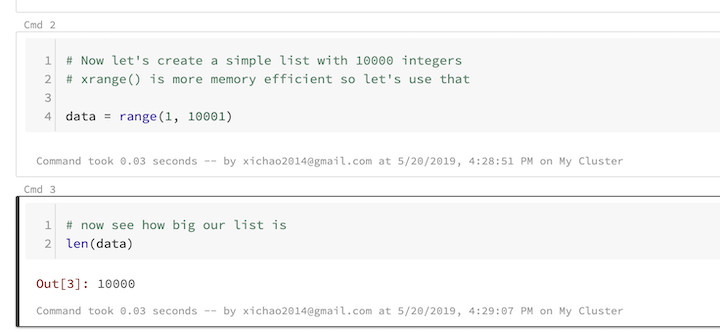 Cmd 2
1 # Now let's create a simple list with 10000 integers
2 # xrange() is more memory efficient so let's use that
3
4 data = range(1, 10001)
Command took 0.03 seconds -- by xichao2014@gmail.com at 5/20/2019, 4:28:51 PM on My Cluster
Cmd 3
1 # now see how big our list is
2 len(data)
Out[3]: 10000
Command took 0.03 seconds -- by xichao2014@gmail.com at 5/20/2019, 4:29:07 PM on My Cluster